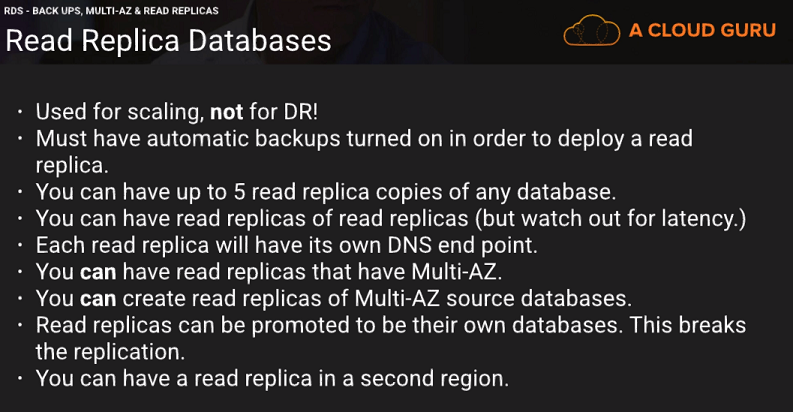 RDS - BACK UPS, MULTI-AZ & READ REPLICAS
Read Replica Databases
A CLOUD GURU
• Used for scaling, not for DR!
• Must have automatic backups turned on in order to deploy a read
replica.
• You can have up to 5 read replica copies of any database.
• You can have read replicas of read replicas (but watch out for latency.)
• Each read replica will have its own DNS end point.
• You can have read replicas that have Multi-AZ.
• You can create read replicas of Multi-AZ source databases.
• Read replicas can be promoted to be their own databases. This breaks
the replication.
• You can have a read replica in a second region.